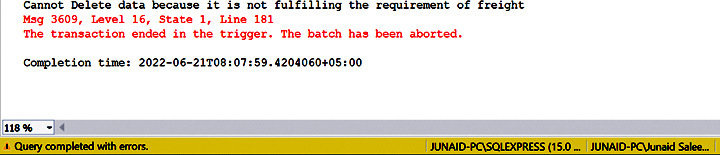 Cannot Delete data because it is not fulfilling the requirement of freight
Msg 3609, Level 16, State 1, Line 181
The transaction ended in the trigger. The batch has been aborted.
Completion time: 2022-06-21T08:07:59.4204060+05:00
118 %
Query completed with errors.
JUNAID-PC\SQLEXPRESS (15.0 ...
JUNAID-PC\Junaid Salee...